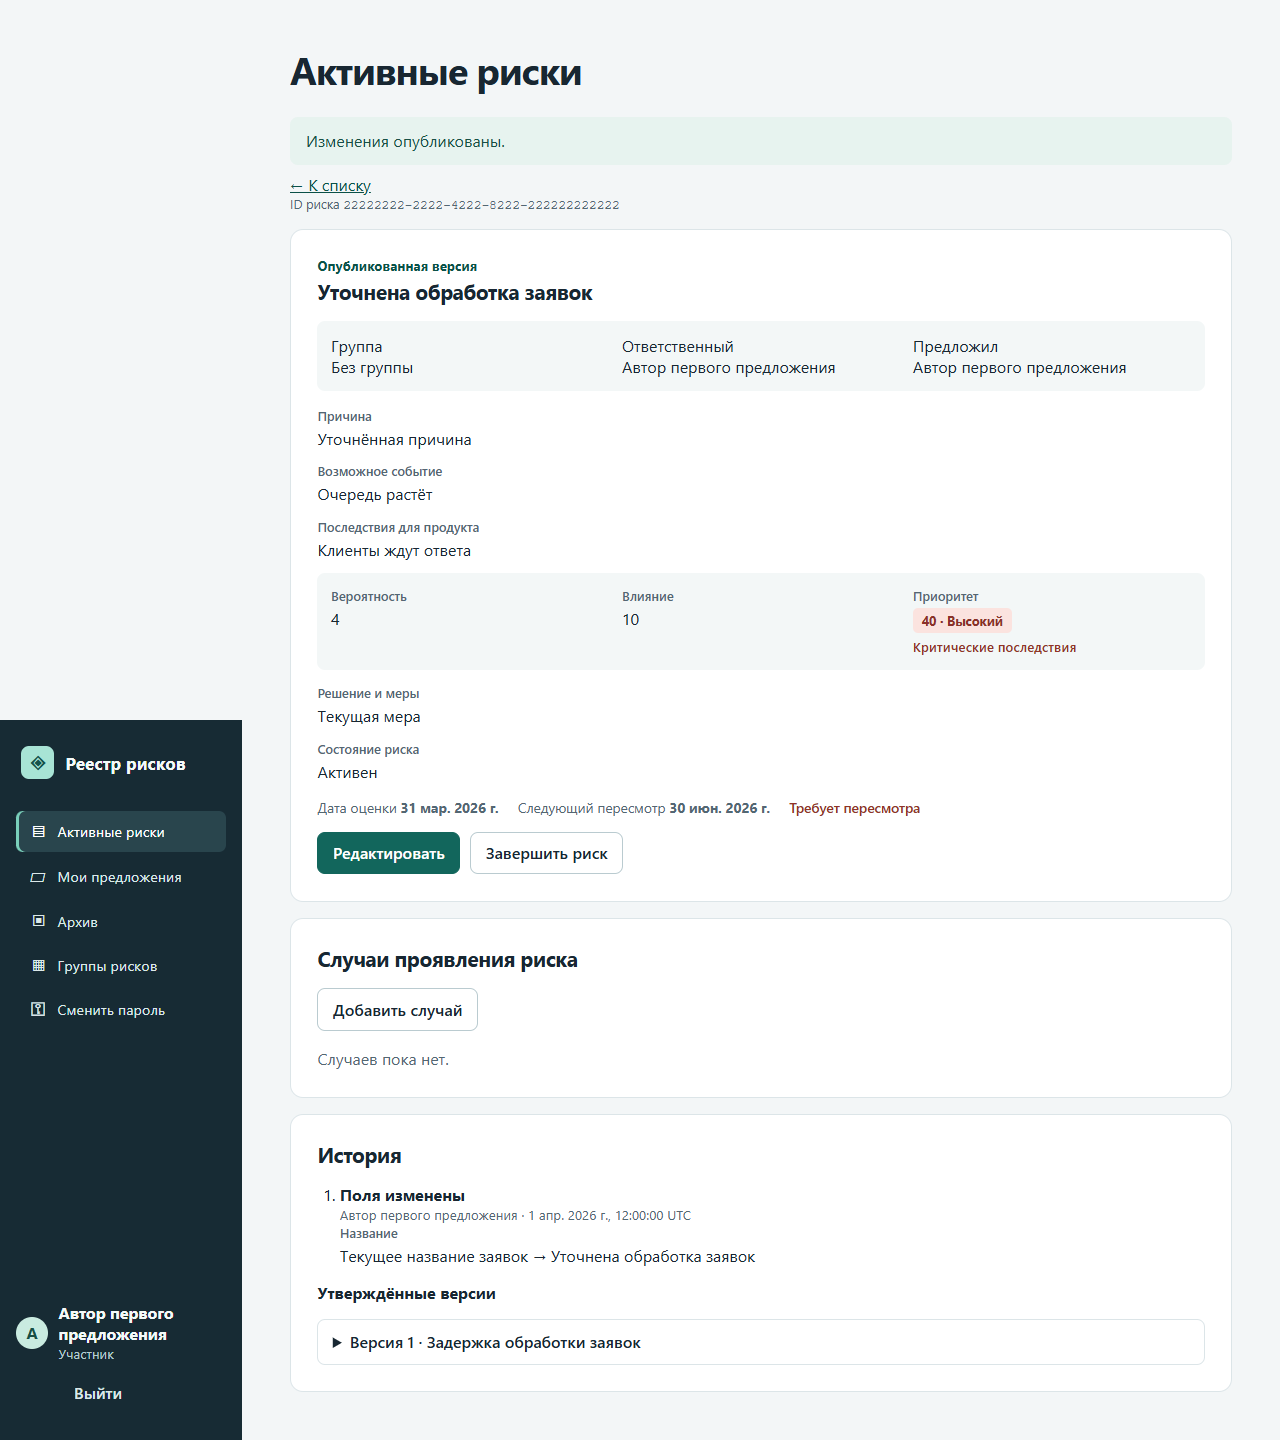 Активные риски
Изменения опубликованы.
← К списку
ID риска 22222222-2222-4222-8222-222222222222
Опубликованная версия
Уточнена обработка заявок
Группа
Без группы
Ответственный
Автор первого предложения
Предложил
Автор первого предложения
Причина
Уточнённая причина
Возможное событие
Очередь растёт
Последствия для продукта
Клиенты ждут ответа
Вероятность
4
Влияние
10
Приоритет
40 · Высокий
Критические последствия
Решение и меры
Текущая мера
Состояние риска
Активен
Дата оценки 31 мар. 2026 г. Следующий пересмотр 30 июн. 2026 г. Требует пересмотра
Редактировать
Завершить риск
Случаи проявления риска
Добавить случай
Случаев пока нет.
История
1. Поля изменены
Автор первого предложения · 1 апр. 2026 г., 12:00:00 UTC
Название
Текущее название заявок → Уточнена обработка заявок
Утверждённые версии
▶ Версия 1 · Задержка обработки заявок
Реестр рисков
Активные риски
Мои предложения
Архив
Группы рисков
Сменить пароль
А
Автор первого
предложения
Участник
Выйти